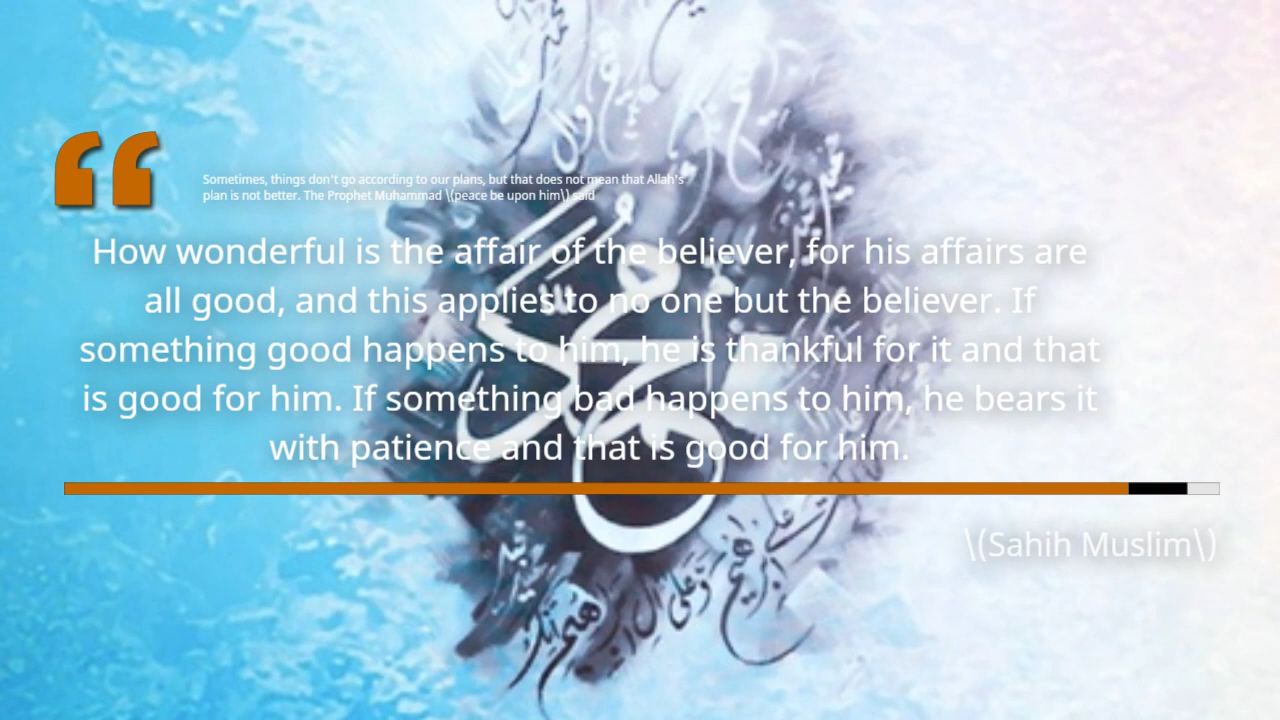 Sometimes, things don't go according to our plans, but that does not mean that Allah's
plan is not better. The Prophet Muhammad \(peace be upon him\) said
How wonderful is the affair of the believer, for his affairs are
all good, and this applies to no one but the believer. If
something good happens to him, he is thankful for it and that
is good for him. If something bad happens to him, he bears it
with patience and that is good for him.
\(Sahih Muslim\)
محمد
وعلى ال ابراهيم